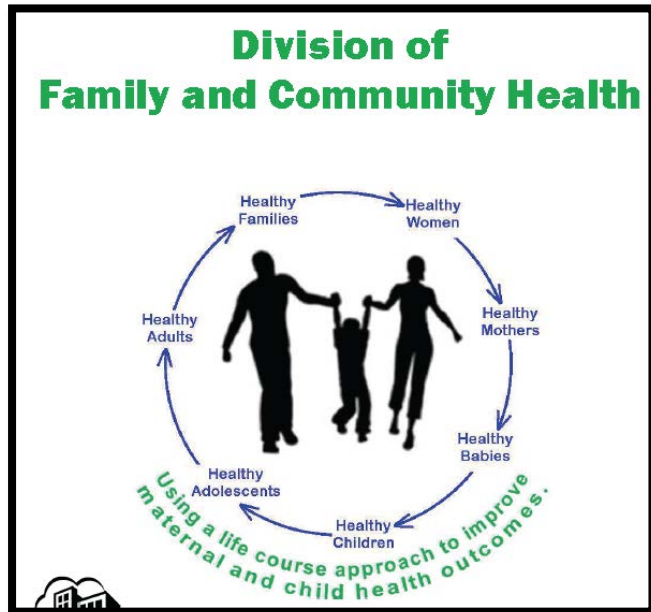 Division of
Family and Community Health
Healthy
Families
Healthy
Women
Healthy
Mothers
Healthy
Babies
Healthy
Children
Healthy
Adolescents
Healthy
Adults
Using a life course approach to improve
maternal and child health outcomes.